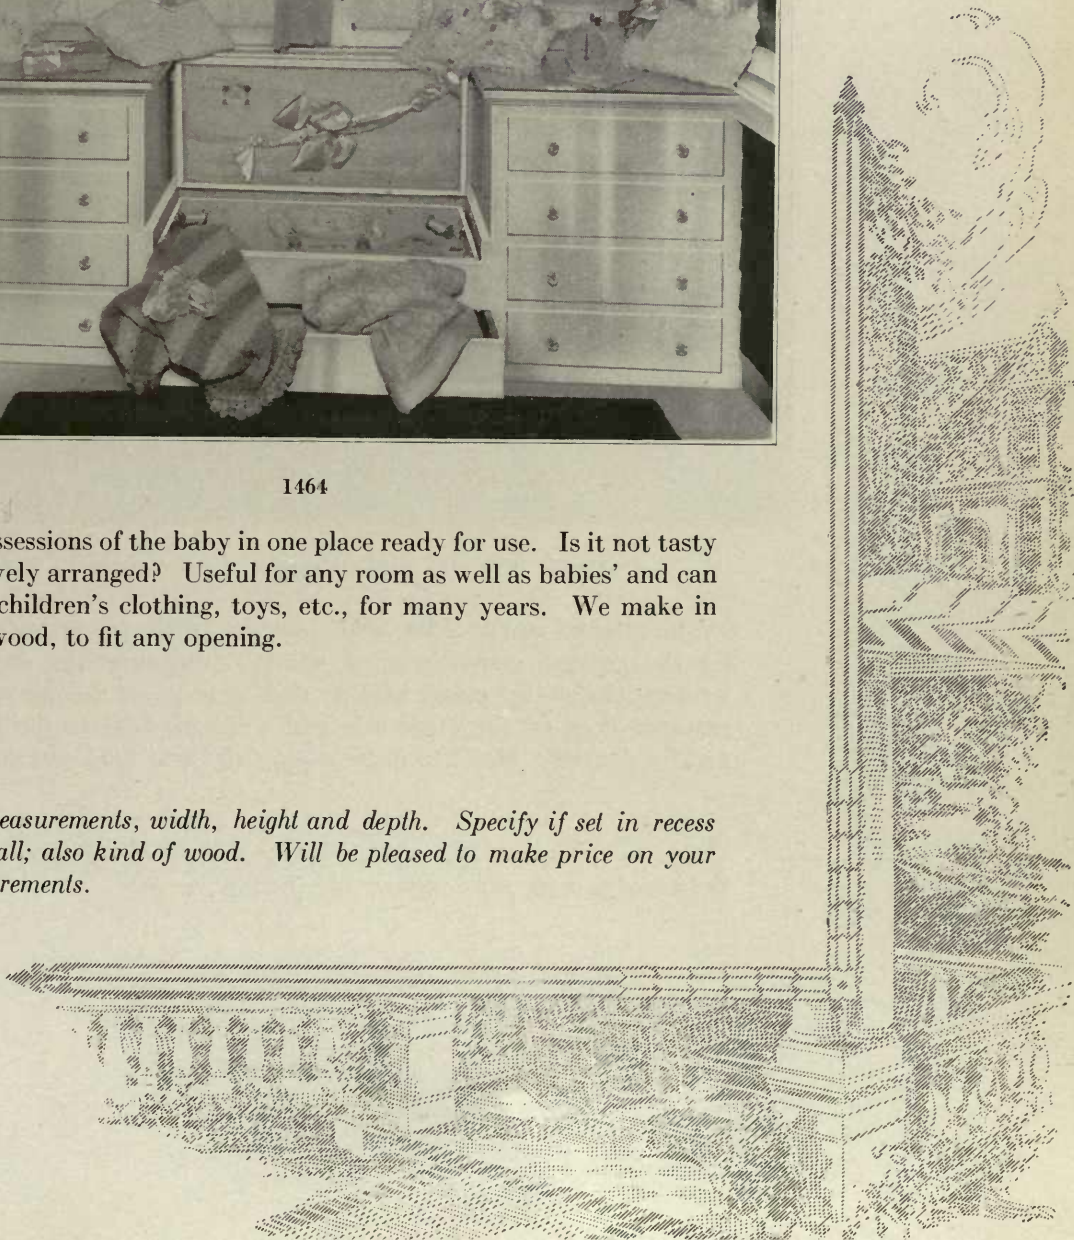 1464
ssessions of the baby in one place ready for use. Is it not tasty
vely arranged? Useful for any room as well as babies' and can
children's clothing, toys, etc., for many years. We make in
wood, to fit any opening.
easurements, width, height and depth. Specify if set in recess
all; also kind of wood. Will be pleased to make price on your
rements.